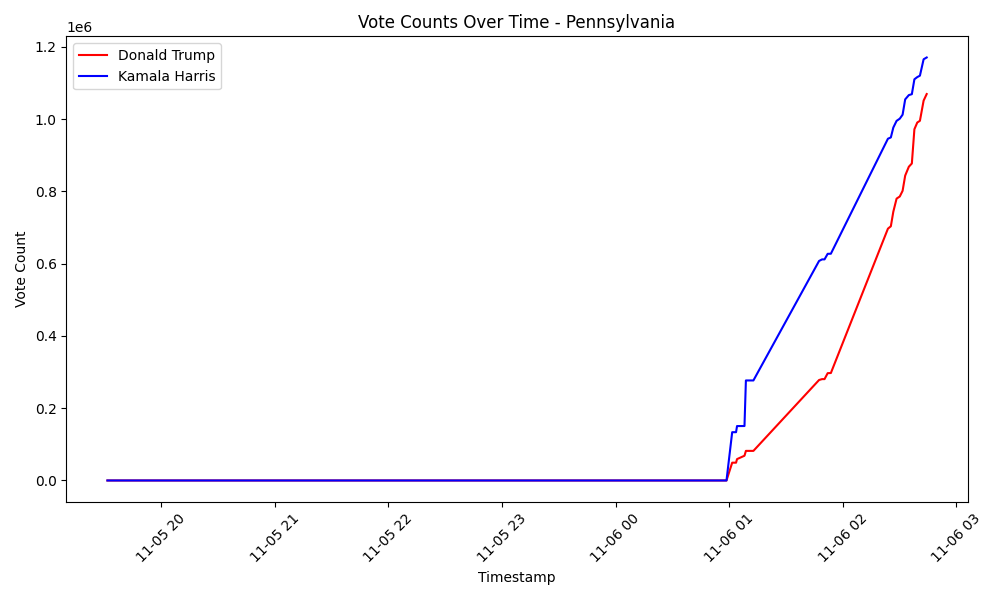 Vote Counts Over Time - Pennsylvania
1e6
Donald Trump
Kamala Harris
1.2
1.0
0.8
0.6
0.4
0.2
0.0
Vote Count
11-05 20
11-05 21
11-05 22
11-05 23
11-06 00
11-06 01
11-06 02
11-06 03
Timestamp